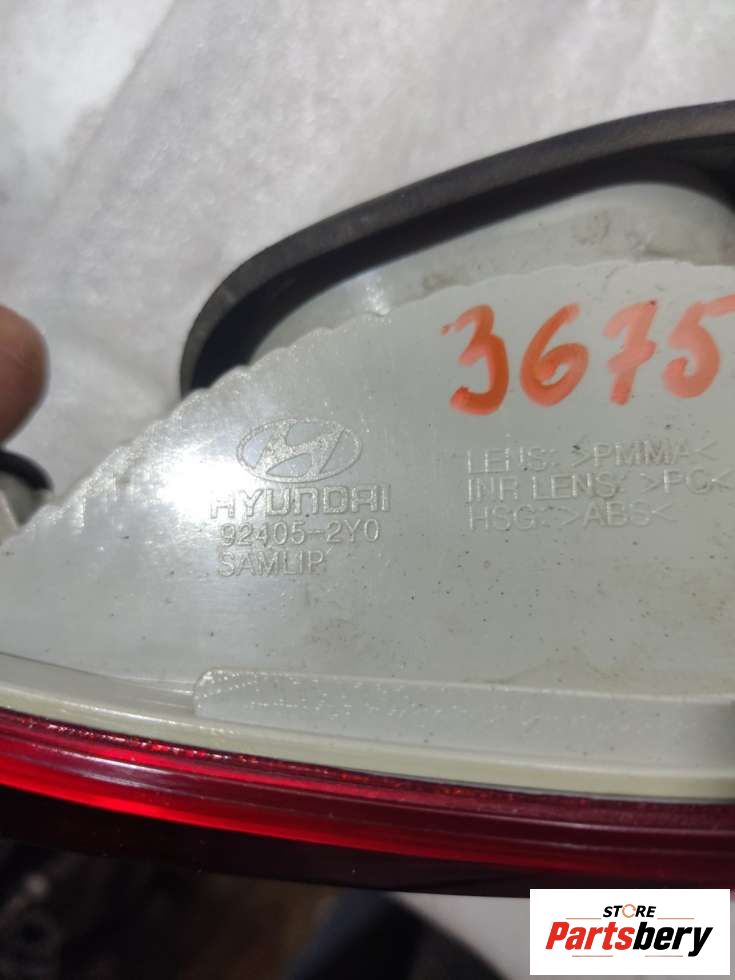 3675
HYUNDAI
92405-2Y0
SAMLIP
LENS: >PMMA<
INR LENS: >PC<
HSG: >ABS<
STORE
Partsbery